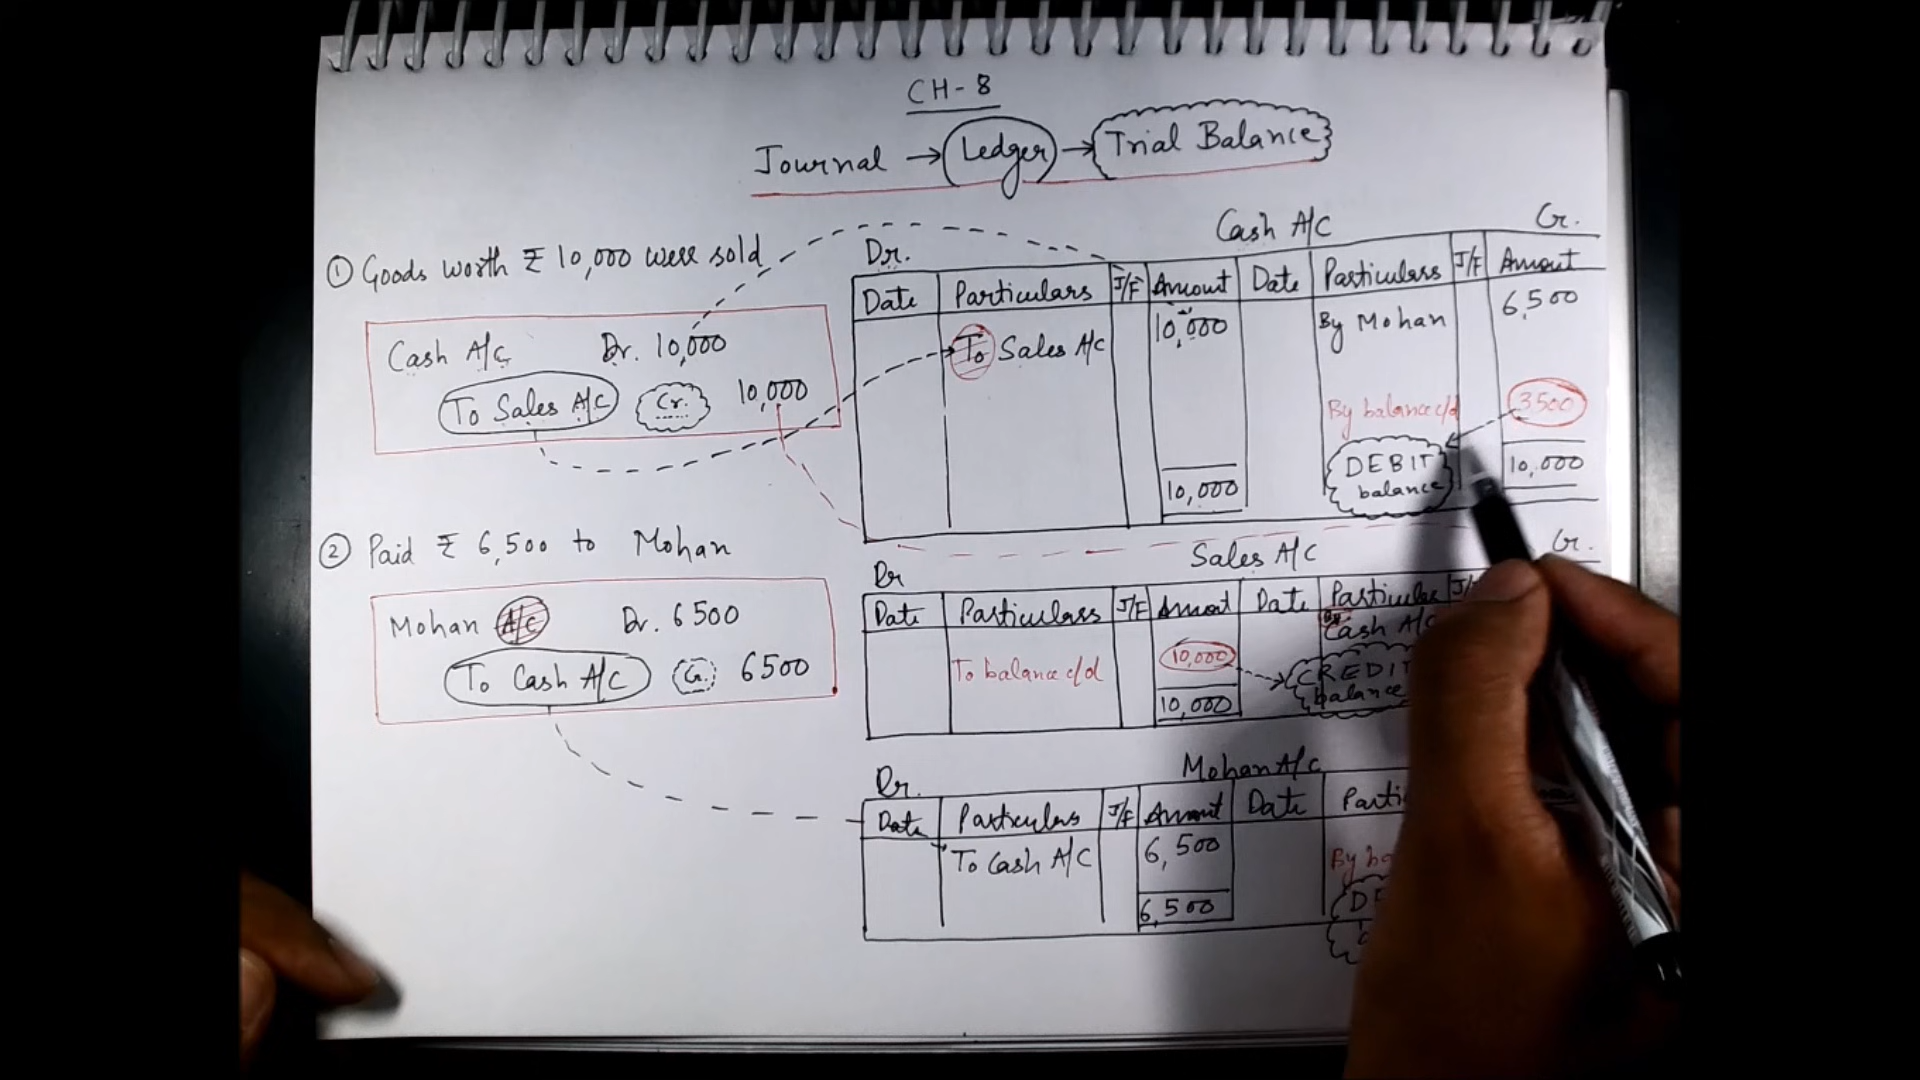 CH-8
Journal → Ledger → Trial Balance
① Goods worth ₹ 10,000 were sold
Cash A/C Dr. 10,000
To Sales A/C Cr. 10,000
② Paid ₹ 6,500 to Mohan
Mohan A/C Dr. 6500
To Cash A/C Cr. 6500
Cash A/C
Dr. Cr.
Date Particulars J/F Amount Date Particulars J/F Amount
To Sales A/C 10,000 By Mohan 6,500
By balance c/d 3500
DEBIT
balance
10,000 10,000
Sales A/C
Dr Cr.
Date Particulars J/F Amount Date Particulars J/F
By Cash A/C
To balance c/d 10,000 CREDIT
balance
10,000
Mohan A/C
Dr.
Date Particulars J/F Amount Date
To Cash A/C 6,500 By
6,500